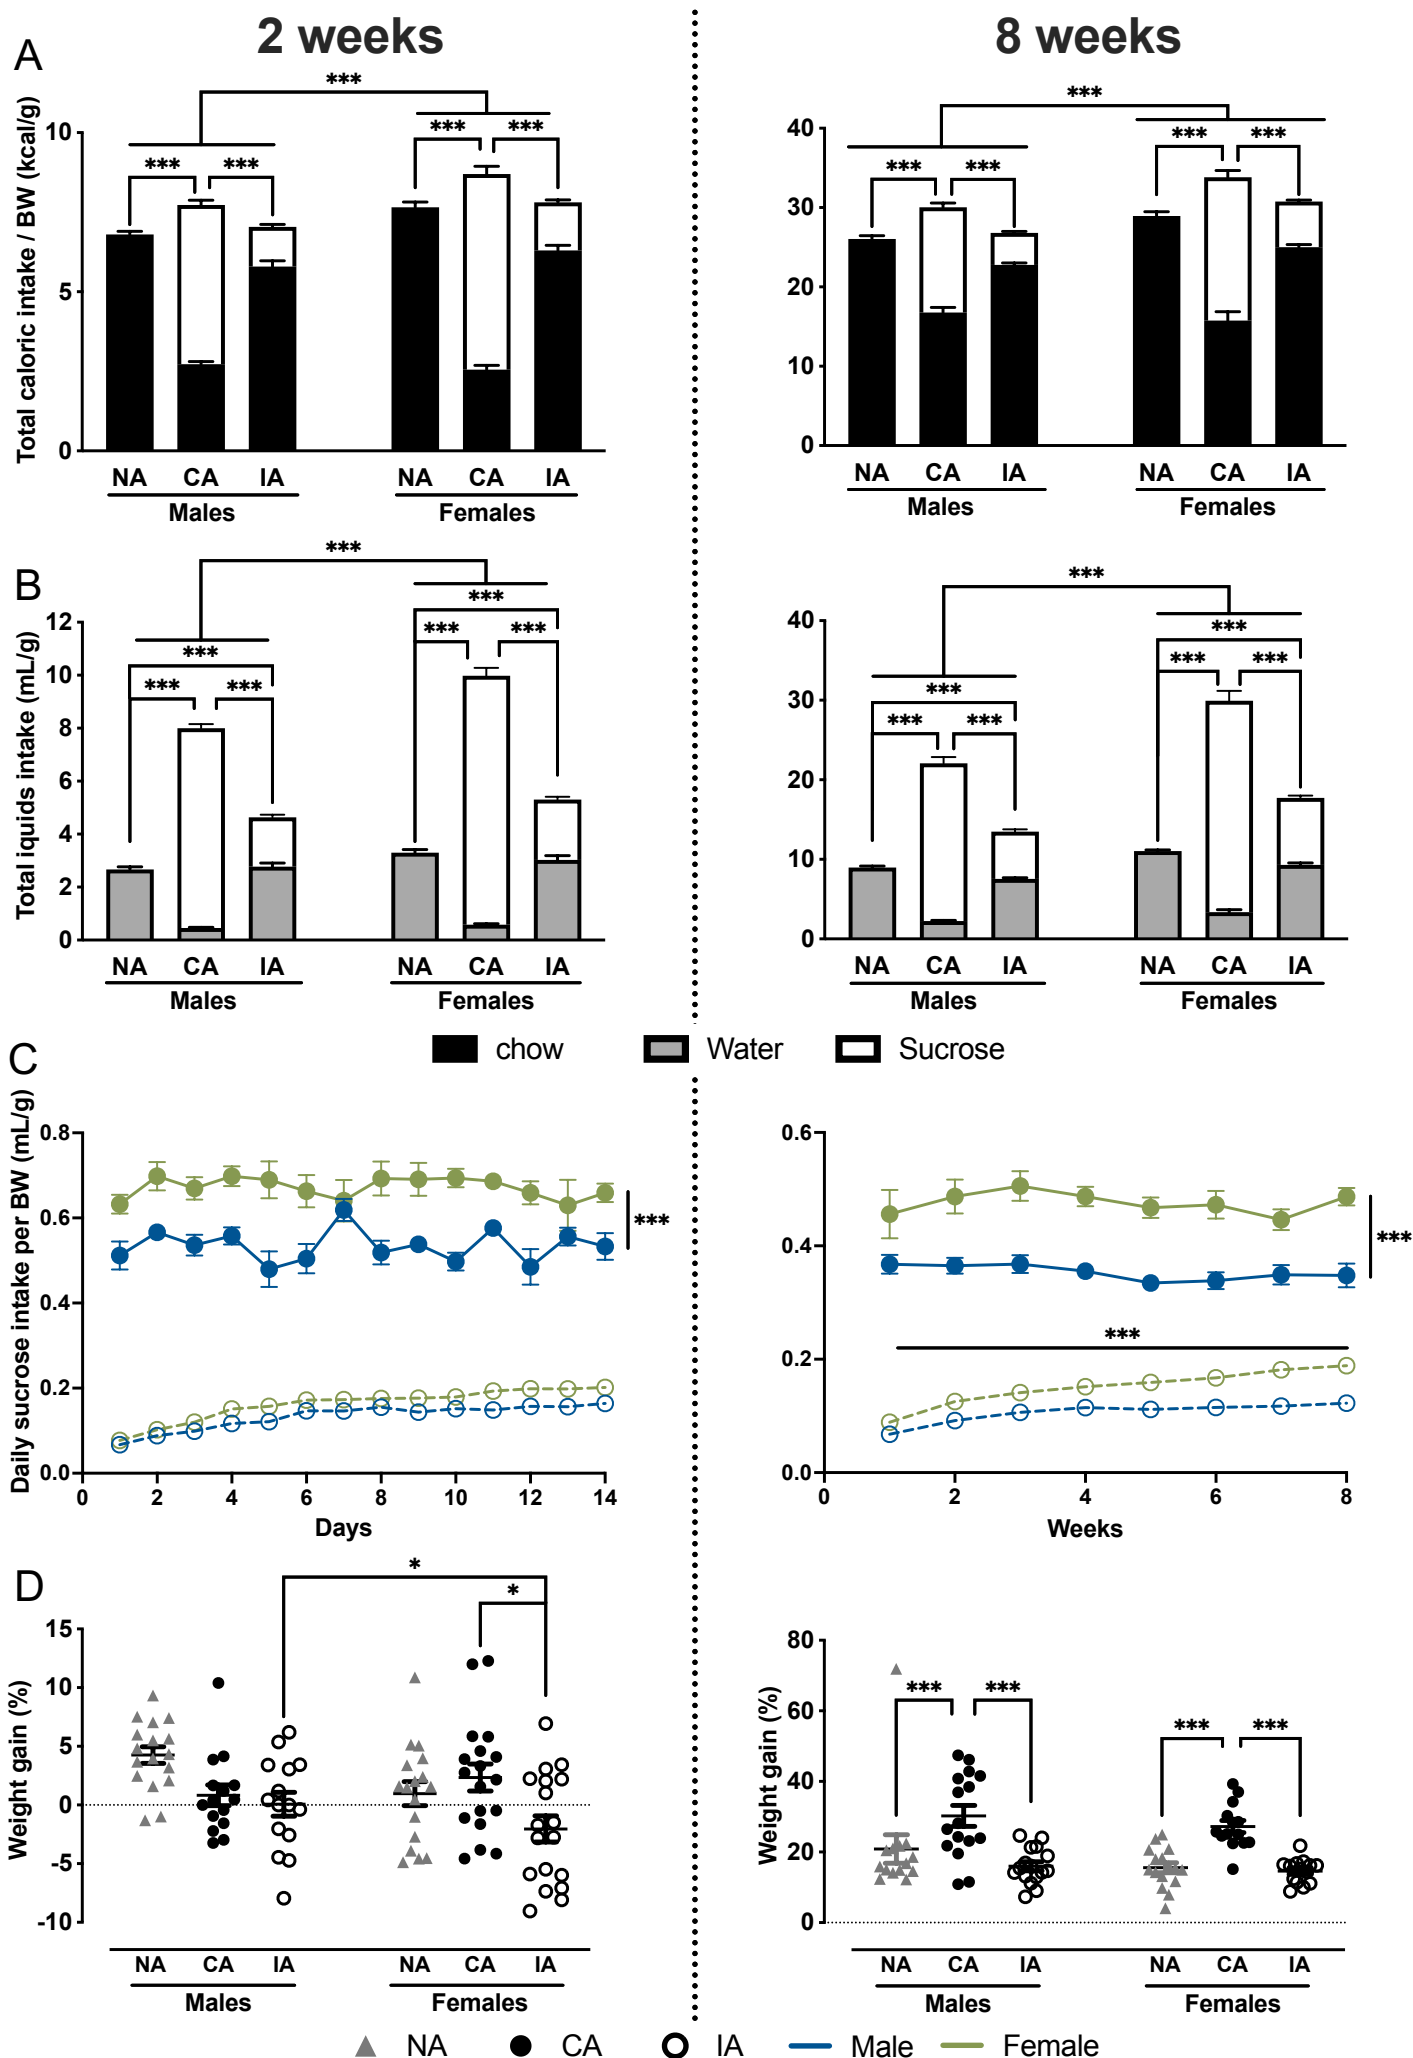 2 weeks
8 weeks
A
Total caloric intake / BW (kcal/g)
10
5
0
***
***
***
***
***
NA CA IA
Males
NA CA IA
Females
40
30
20
10
0
***
***
***
***
***
NA CA IA
Males
NA CA IA
Females
B
Total iquids intake (mL/g)
12
10
8
6
4
2
0
***
***
***
***
***
***
***
NA CA IA
Males
NA CA IA
Females
40
30
20
10
0
***
***
***
***
***
***
***
NA CA IA
Males
NA CA IA
Females
chow Water Sucrose
C
Daily sucrose intake per BW (mL/g)
0.8
0.6
0.4
0.2
0.0
***
0 2 4 6 8 10 12 14
Days
0.6
0.4
0.2
0.0
***
***
0 2 4 6 8
Weeks
D
Weight gain (%)
15
10
5
0
-5
-10
*
*
NA CA IA
Males
NA CA IA
Females
Weight gain (%)
80
60
40
20
0
***
***
***
***
NA CA IA
Males
NA CA IA
Females
NA CA IA Male Female